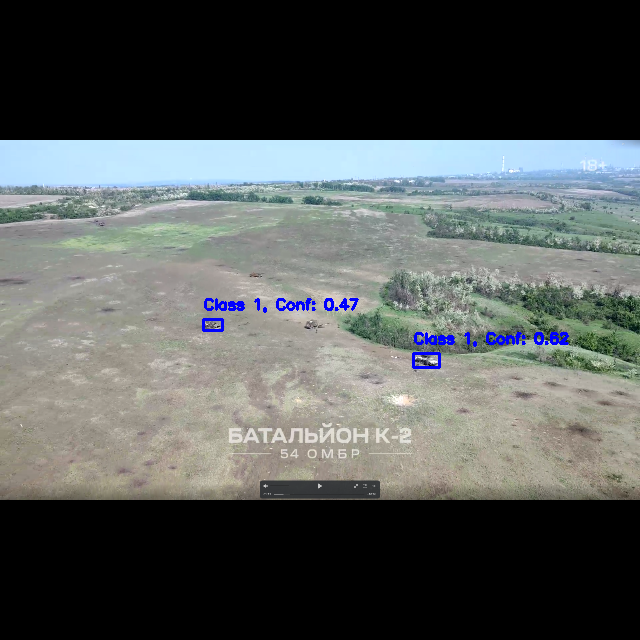 18+
Class 1, Conf: 0.47
Class 1, Conf: 0.62
БАТАЛЬЙОН К-2
54 ОМБР